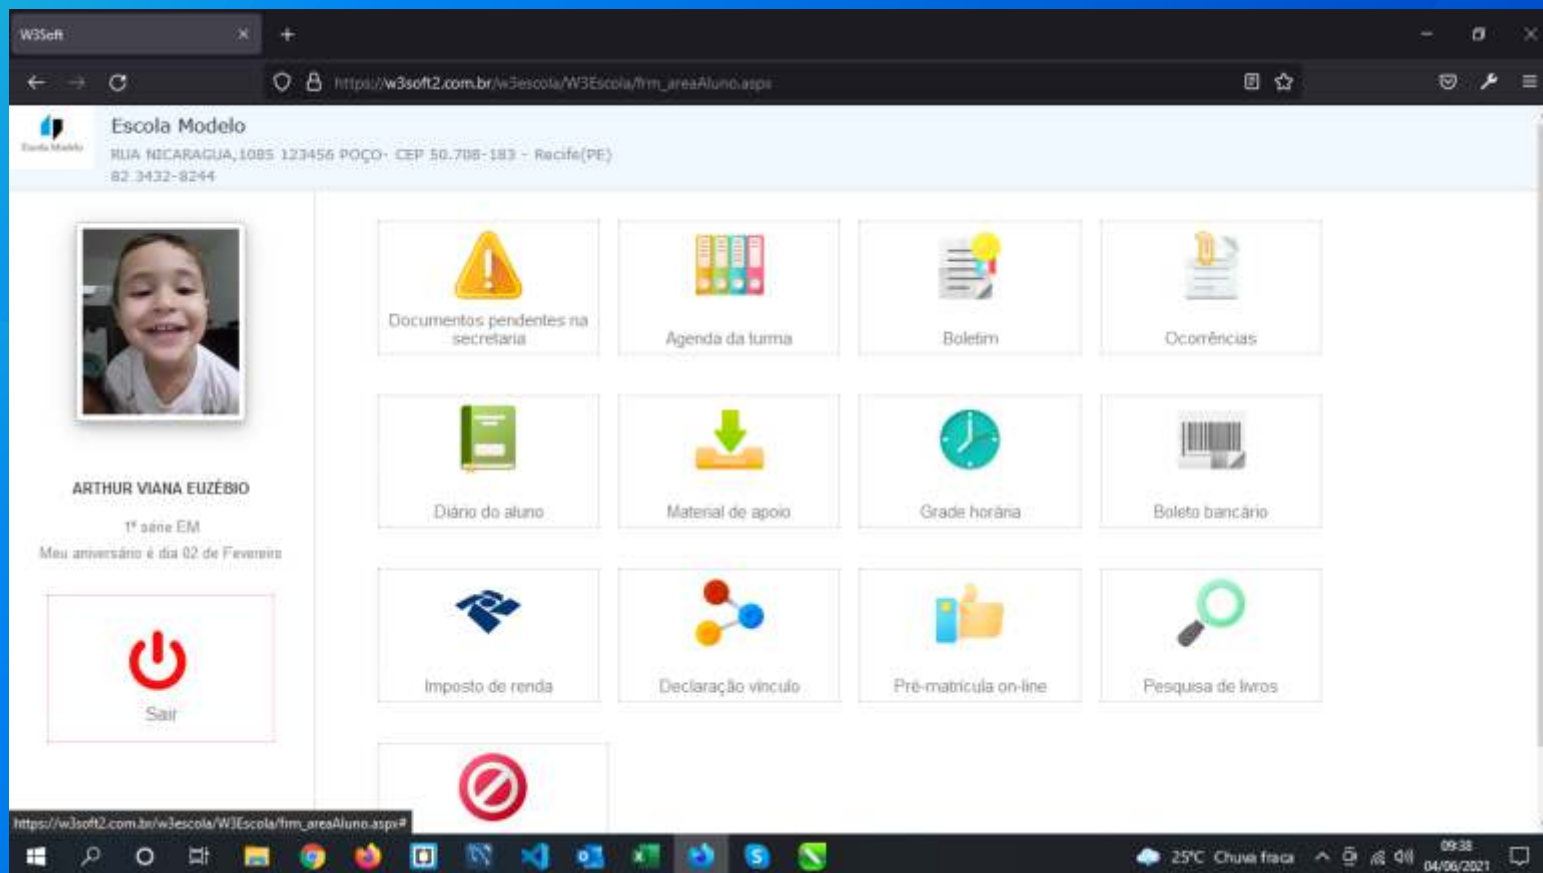 W3Soft
https://w3soft2.com.br/w3escola/W3Escola/frm_areaAluno.aspx
Escola Modelo
Escola Modelo
RUA NICARAGUA,1085 123456 POÇO- CEP 50.708-183 - Recife(PE)
82 3432-8244
Documentos pendentes na
secretaria
Agenda da turma
Boletim
Ocorrências
ARTHUR VIANA EUZÉBIO
1ª série EM
Meu aniversário é dia 02 de Fevereiro
Diário do aluno
Material de apoio
Grade horária
Boleto bancário
Imposto de renda
Declaração vínculo
Pré-matrícula on-line
Pesquisa de livros
Sair
https://w3soft2.com.br/w3escola/W3Escola/frm_areaAluno.aspx#
25°C Chuva fraca
09:38
04/06/2021